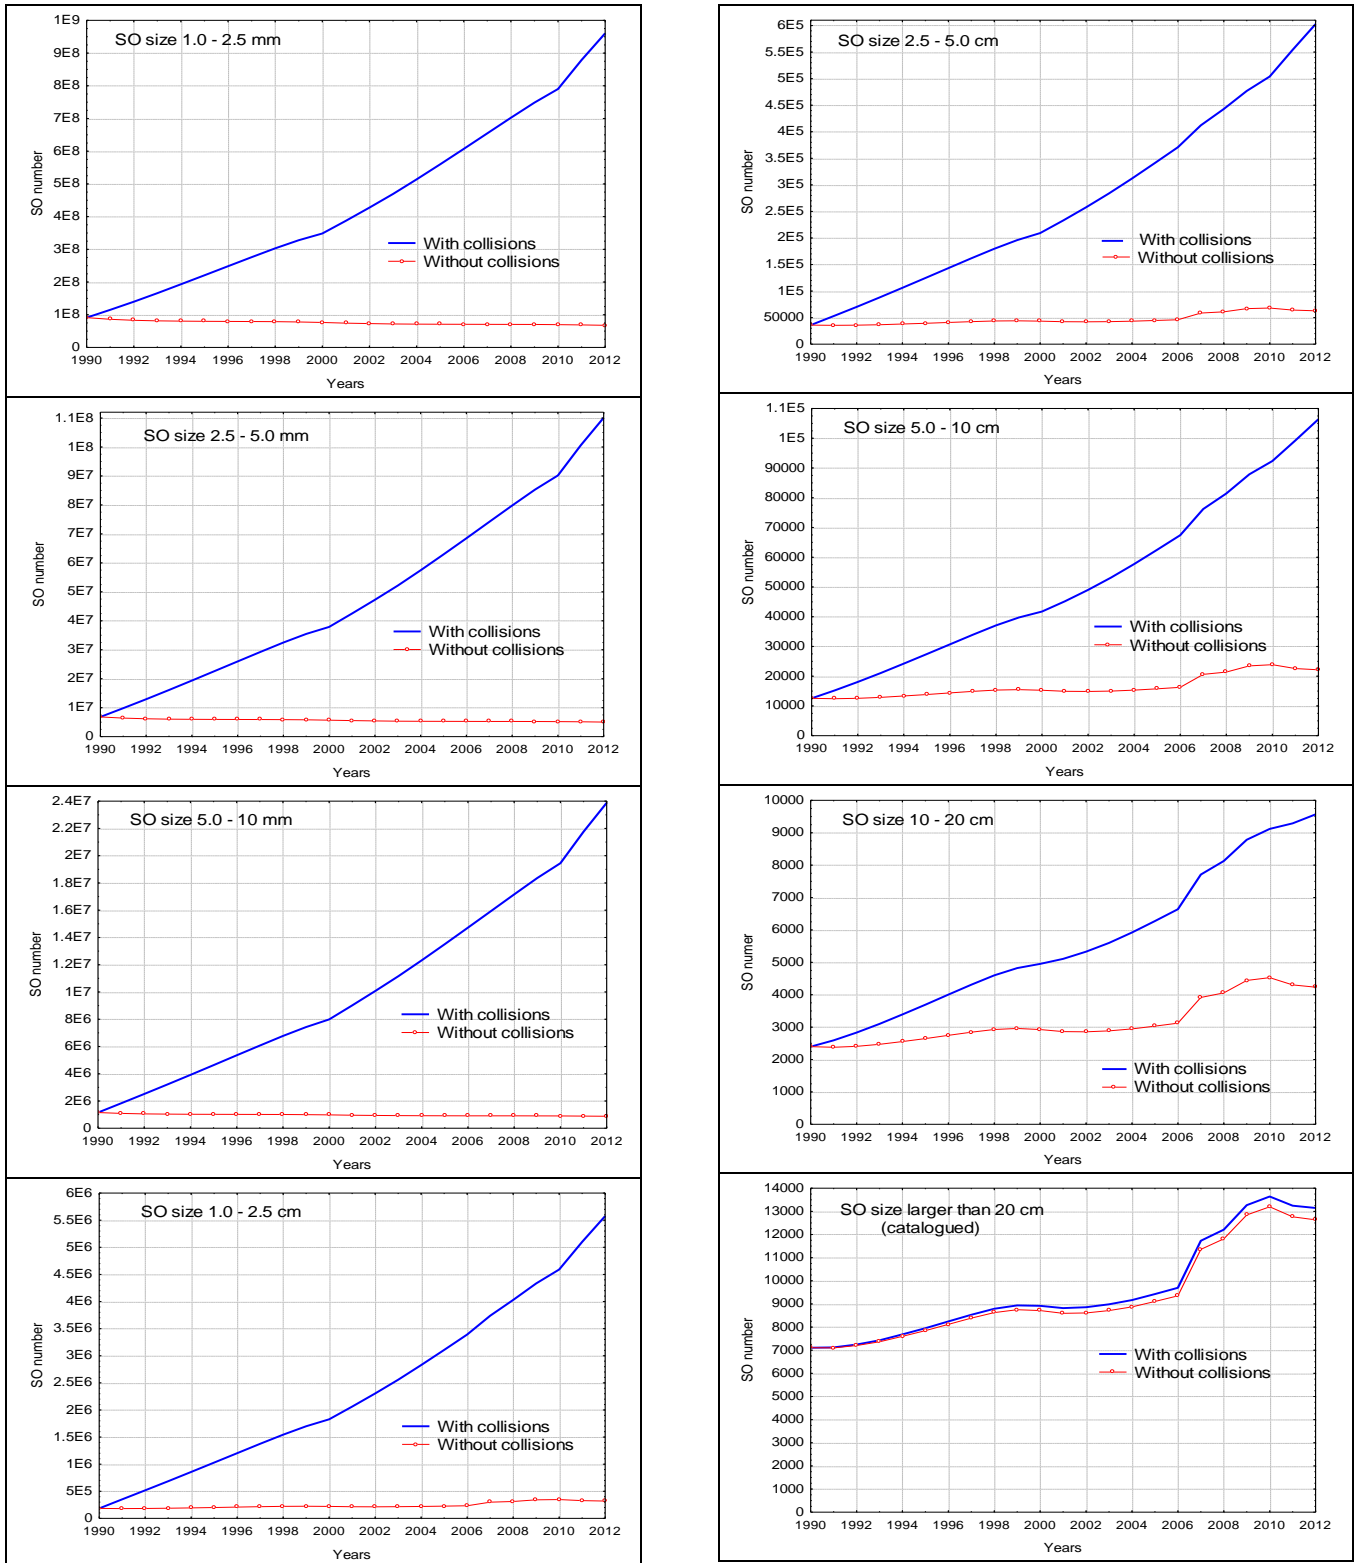 SO size 1.0 - 2.5 mm
1E9
9E8
8E8
7E8
6E8
5E8
4E8
3E8
2E8
1E8
0
SO number
With collisions
Without collisions
1990 1992 1994 1996 1998 2000 2002 2004 2006 2008 2010 2012
Years
SO size 2.5 - 5.0 mm
1.1E8
1E8
9E7
8E7
7E7
6E7
5E7
4E7
3E7
2E7
1E7
0
SO number
With collisions
Without collisions
1990 1992 1994 1996 1998 2000 2002 2004 2006 2008 2010 2012
Years
SO size 5.0 - 10 mm
2.4E7
2.2E7
2E7
1.8E7
1.6E7
1.4E7
1.2E7
1E7
8E6
6E6
4E6
2E6
0
SO number
With collisions
Without collisions
1990 1992 1994 1996 1998 2000 2002 2004 2006 2008 2010 2012
Years
SO size 1.0 - 2.5 cm
6E6
5.5E6
5E6
4.5E6
4E6
3.5E6
3E6
2.5E6
2E6
1.5E6
1E6
5E5
0
SO number
With collisions
Without collisions
1990 1992 1994 1996 1998 2000 2002 2004 2006 2008 2010 2012
Years
SO size 2.5 - 5.0 cm
6E5
5.5E5
5E5
4.5E5
4E5
3.5E5
3E5
2.5E5
2E5
1.5E5
1E5
50000
0
SO number
With collisions
Without collisions
1990 1992 1994 1996 1998 2000 2002 2004 2006 2008 2010 2012
Years
SO size 5.0 - 10 cm
1.1E5
1E5
90000
80000
70000
60000
50000
40000
30000
20000
10000
0
SO number
With collisions
Without collisions
1990 1992 1994 1996 1998 2000 2002 2004 2006 2008 2010 2012
Years
SO size 10 - 20 cm
10000
9000
8000
7000
6000
5000
4000
3000
2000
1000
0
SO numer
With collisions
Without collisions
1990 1992 1994 1996 1998 2000 2002 2004 2006 2008 2010 2012
Years
SO size larger than 20 cm
(catalogued)
14000
13000
12000
11000
10000
9000
8000
7000
6000
5000
4000
3000
2000
1000
0
SO number
With collisions
Without collisions
1990 1992 1994 1996 1998 2000 2002 2004 2006 2008 2010 2012
Years